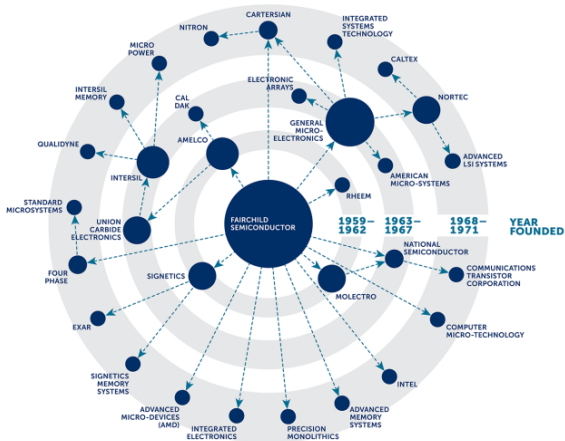 CARTERSIAN
NITRON
INTEGRATED
SYSTEMS
TECHNOLOGY
MICRO
POWER
CALTEX
ELECTRONIC
ARRAYS
INTERSIL
MEMORY
CAL
DAK
NORTEC
GENERAL
MICRO-
ELECTRONICS
AMELCO
QUALIDYNE
ADVANCED
LSI SYSTEMS
INTERSIL
AMERICAN
MICRO-SYSTEMS
RHEEM
STANDARD
MICROSYSTEMS
UNION
CARBIDE
ELECTRONICS
FAIRCHILD
SEMICONDUCTOR
1959–
1962
1963–
1967
1968–
1971
YEAR
FOUNDED
NATIONAL
SEMICONDUCTOR
FOUR
PHASE
SIGNETICS
COMMUNICATIONS
TRANSISTOR
CORPORATION
MOLECTRO
EXAR
COMPUTER
MICRO-TECHNOLOGY
SIGNETICS
MEMORY
SYSTEMS
INTEL
ADVANCED
MICRO-DEVICES
(AMD)
INTEGRATED
ELECTRONICS
PRECISION
MONOLITHICS
ADVANCED
MEMORY
SYSTEMS